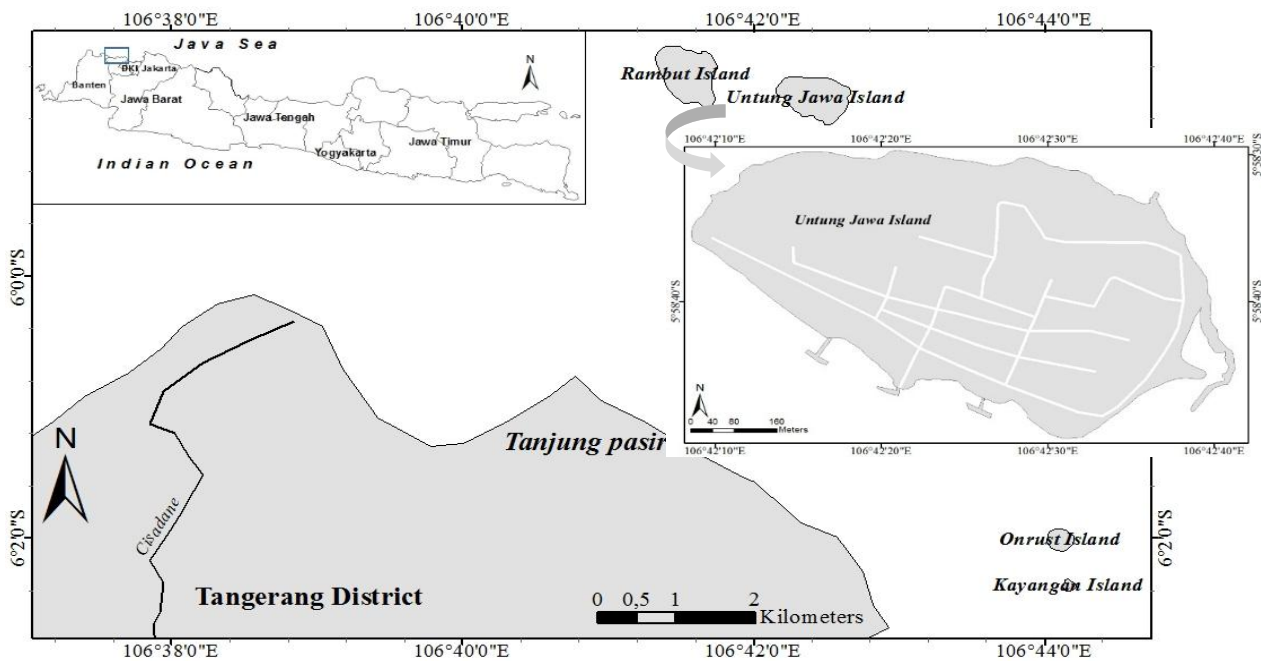 106°38'0"E 106°40'0"E 106°42'0"E 106°44'0"E
Java Sea
N
DKI Jakarta
Banten
Jawa Barat
Jawa Tengah
Jawa Timur
Yogyakarta
Indian Ocean
Rambut Island
Untung Jawa Island
106°42'10"E 106°42'20"E 106°42'30"E 106°42'40"E
5°58'30"S
Untung Jawa Island
5°58'40"S 5°58'40"S
N
0 40 80 160
Meters
106°42'10"E 106°42'20"E 106°42'30"E 106°42'40"E
6°0'0"S
Tanjung pasir
N
Cisadane
6°2'0"S 6°2'0"S
Onrust Island
Kayangan Island
Tangerang District
0 0,5 1 2
Kilometers
106°38'0"E 106°40'0"E 106°42'0"E 106°44'0"E